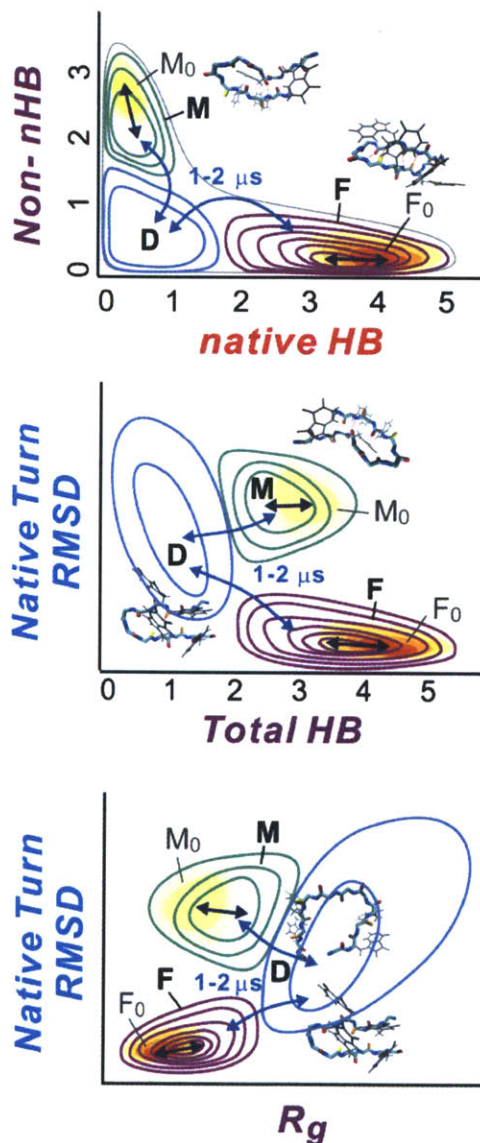 Non- nHB
3
2
1
0
M₀
M
1-2 μs
D
F
F₀
0 1 2 3 4 5
native HB
Native Turn
RMSD
M
M₀
D
1-2 μs
F
F₀
0 1 2 3 4 5
Total HB
Native Turn
RMSD
M₀
M
1-2 μs
D
F
F₀
Rg